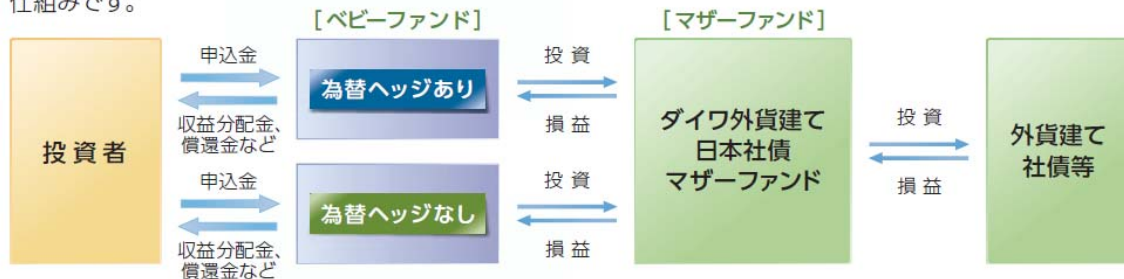 仕組みです。
[ベビーファンド]
[マザーファンド]
投資者
申込金
収益分配金、
償還金など
為替ヘッジあり
投資
損益
申込金
収益分配金、
償還金など
為替ヘッジなし
投資
損益
ダイワ外貨建て
日本社債
マザーファンド
投資
損益
外貨建て
社債等